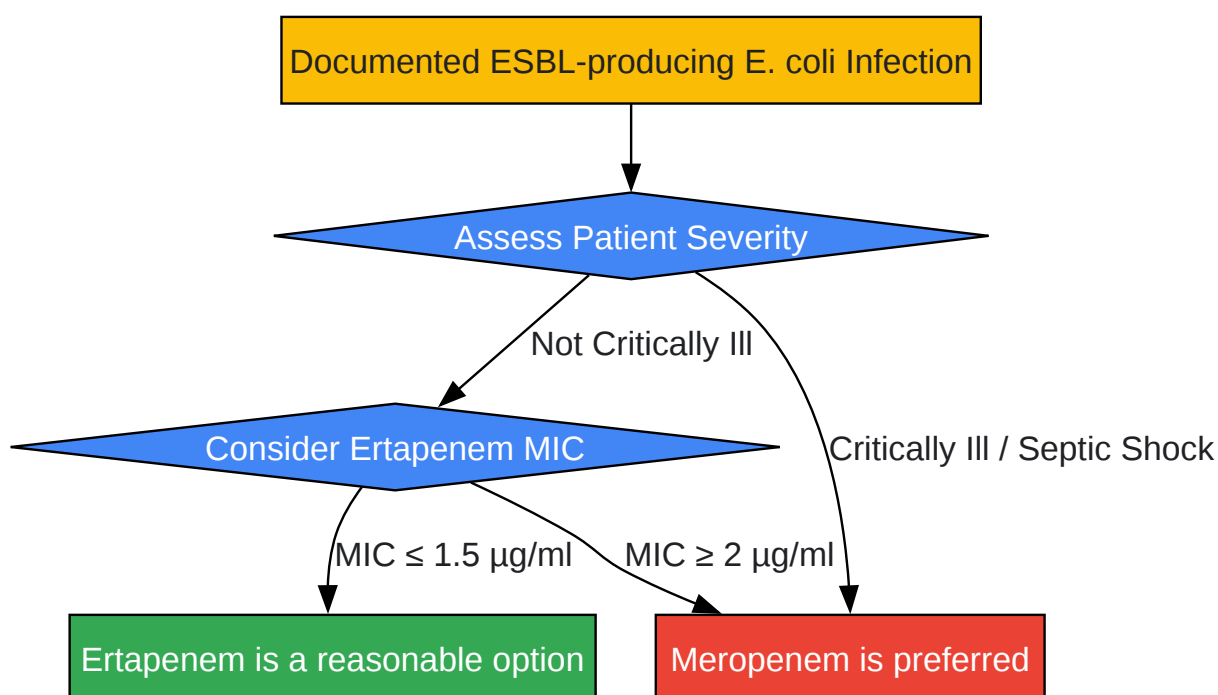 Documented ESBL-producing E. coli Infection
Assess Patient Severity
Not Critically Ill
Consider Ertapenem MIC
Critically Ill / Septic Shock
MIC ≤ 1.5 µg/ml
MIC ≥ 2 µg/ml
Ertapenem is a reasonable option
Meropenem is preferred